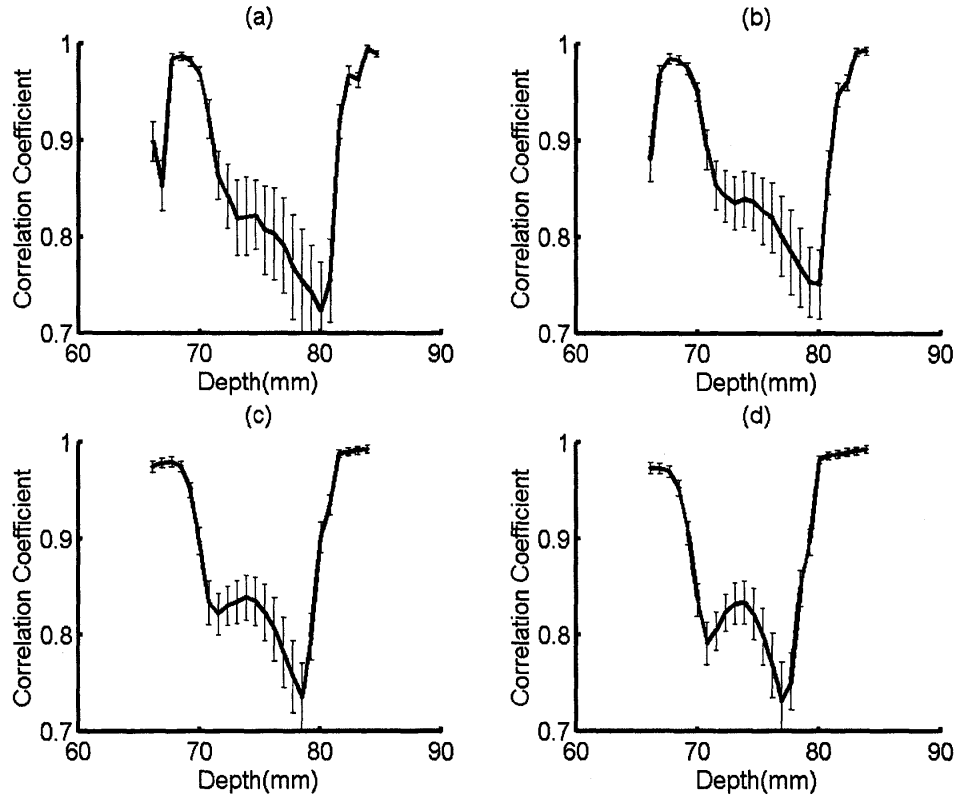 (a)
Correlation Coefficient
1
0.9
0.8
0.7
60
70
80
90
Depth(mm)
(b)
Correlation Coefficient
1
0.9
0.8
0.7
60
70
80
90
Depth(mm)
(c)
Correlation Coefficient
1
0.9
0.8
0.7
60
70
80
90
Depth(mm)
(d)
Correlation Coefficient
1
0.9
0.8
0.7
60
70
80
90
Depth(mm)